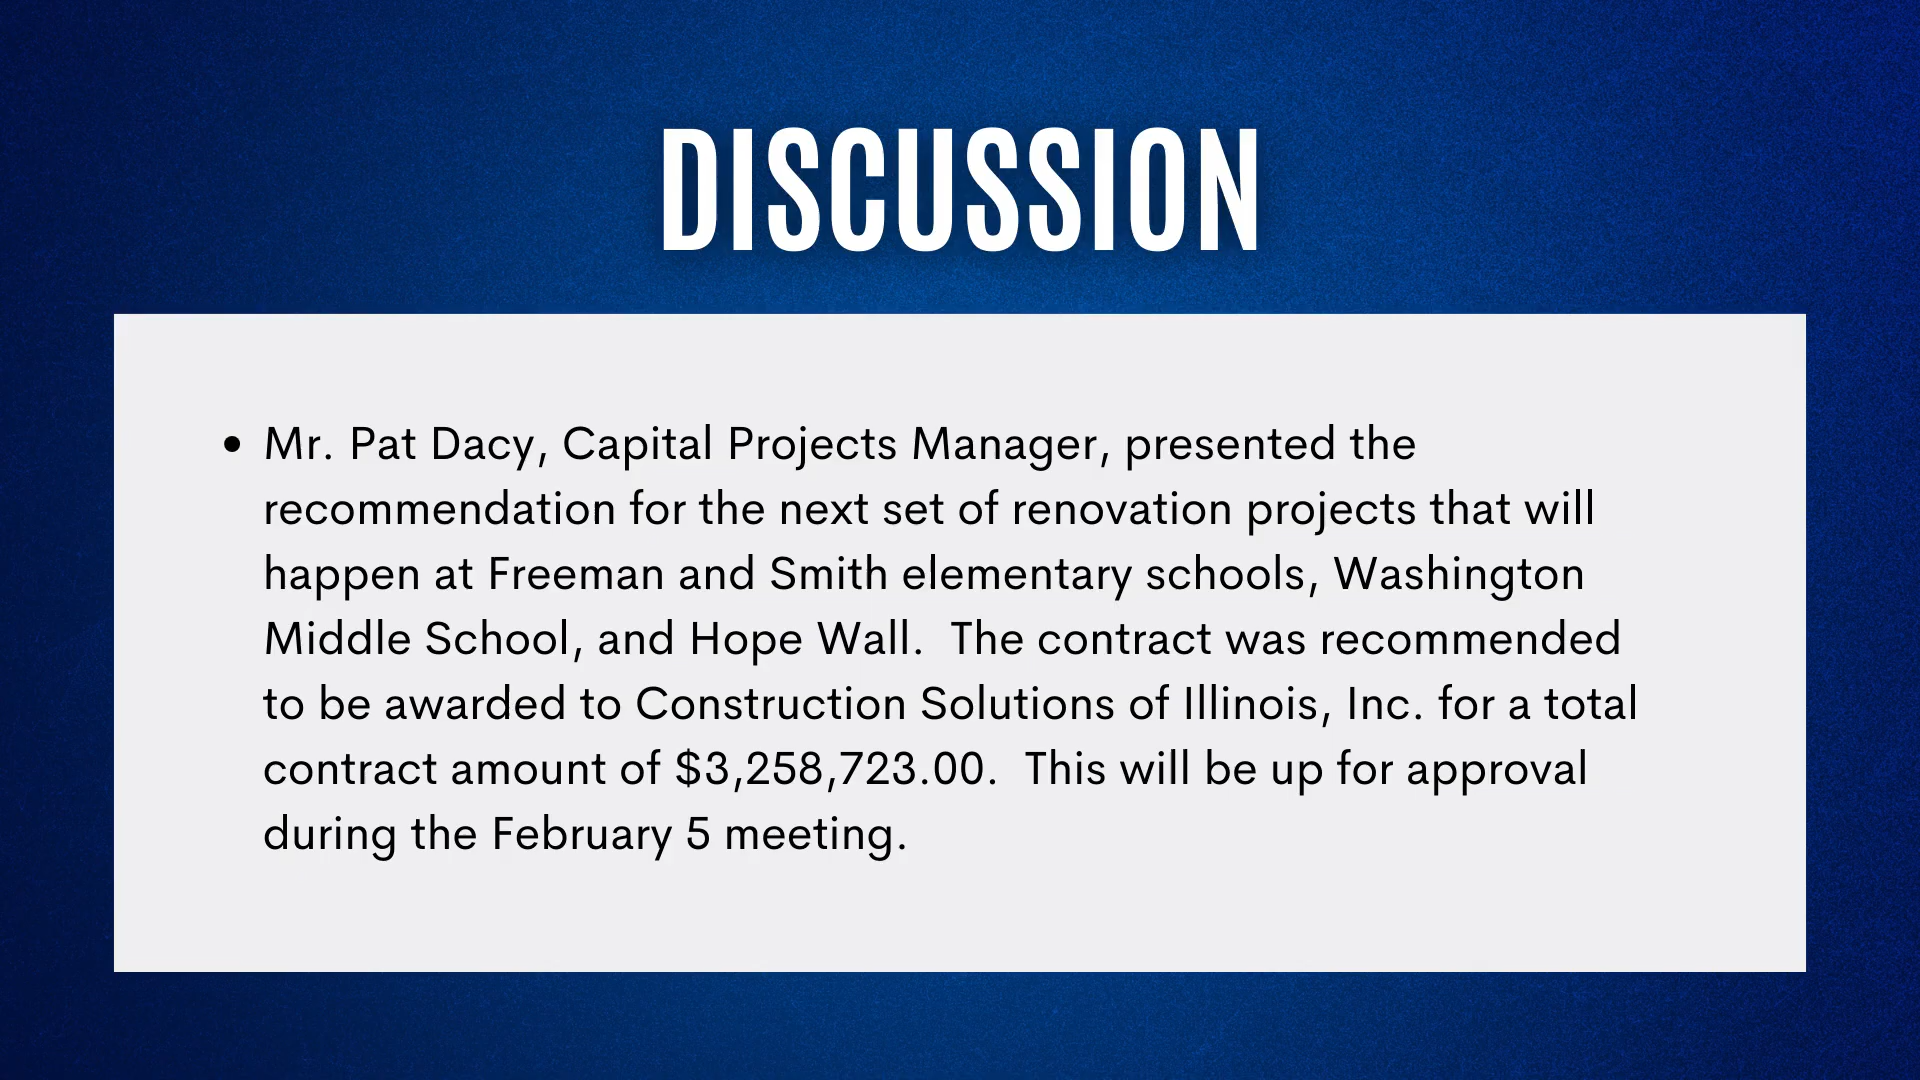 DISCUSSION
• Mr. Pat Dacy, Capital Projects Manager, presented the
recommendation for the next set of renovation projects that will
happen at Freeman and Smith elementary schools, Washington
Middle School, and Hope Wall.  The contract was recommended
to be awarded to Construction Solutions of Illinois, Inc. for a total
contract amount of $3,258,723.00.  This will be up for approval
during the February 5 meeting.